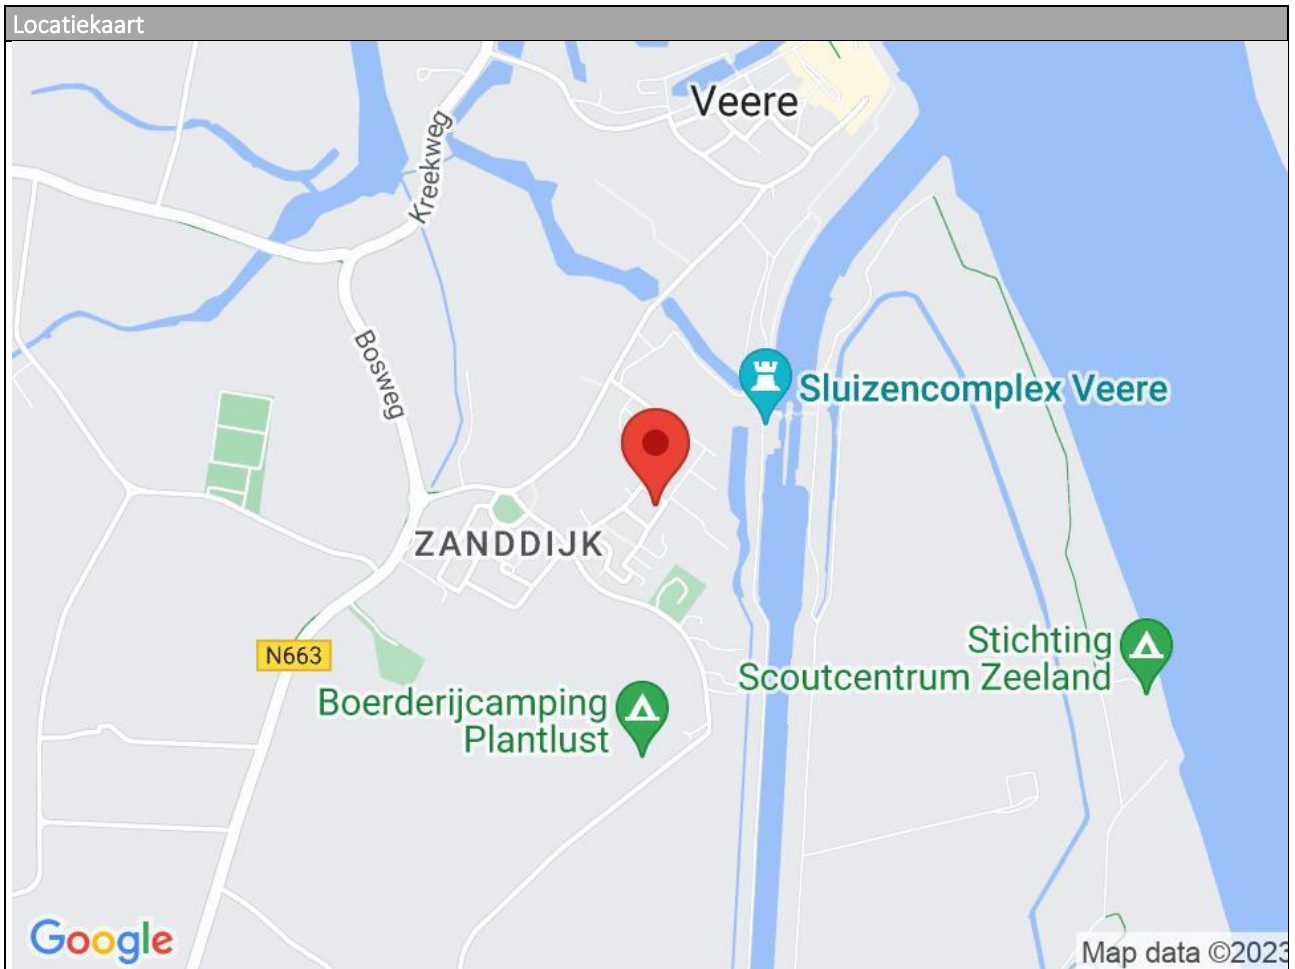 Locatiekaart
Veere
Kreekweg
Bosweg
Sluizencomplex Veere
ZANDDIJK
N663
Stichting
Scoutcentrum Zeeland
Boerderijcamping
Plantlust
Google
Map data ©2023